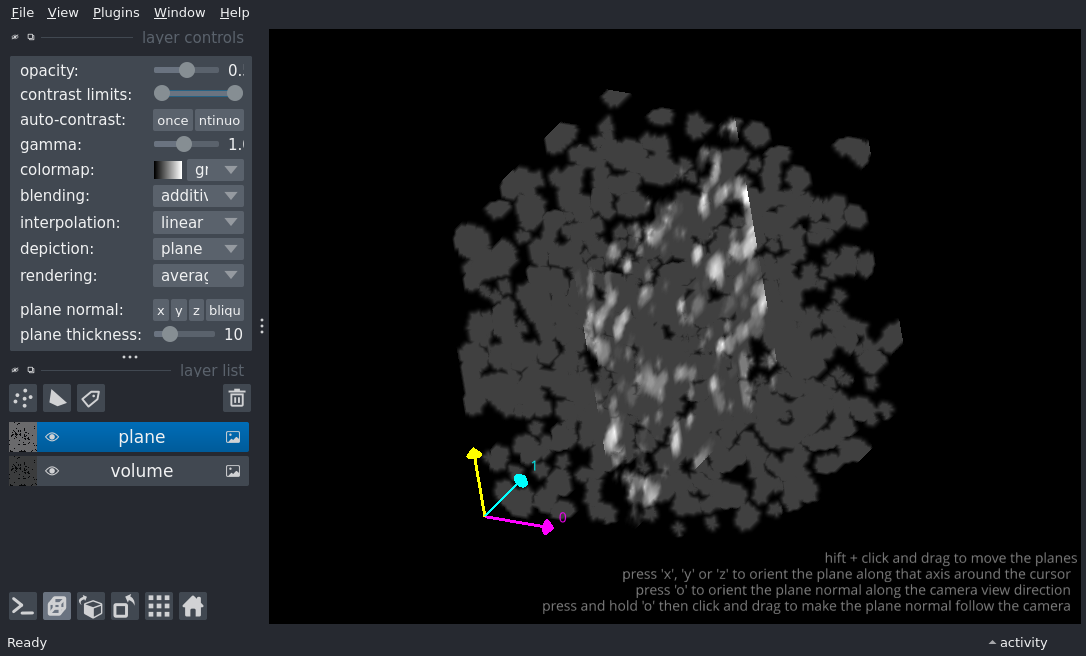 File View Plugins Window Help
layer controls
opacity: 0.
contrast limits:
auto-contrast: once ntinuo
gamma: 1.
colormap: gr
blending: additiv
interpolation: linear
depiction: plane
rendering: averag
plane normal: x y z bliqu
plane thickness: 10
layer list
plane
volume
1
0
hift + click and drag to move the planes
press 'x', 'y' or 'z' to orient the plane along that axis around the cursor
press 'o' to orient the plane normal along the camera view direction
press and hold 'o' then click and drag to make the plane normal follow the camera
Ready
activity